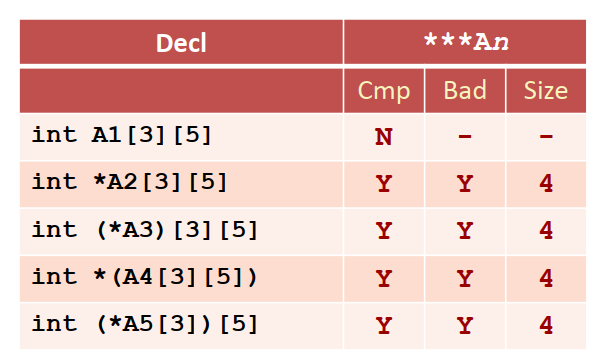 Decl ***An
Cmp Bad Size
int A1[3][5] N - -
int *A2[3][5] Y Y 4
int (*A3)[3][5] Y Y 4
int *(A4[3][5]) Y Y 4
int (*A5[3])[5] Y Y 4